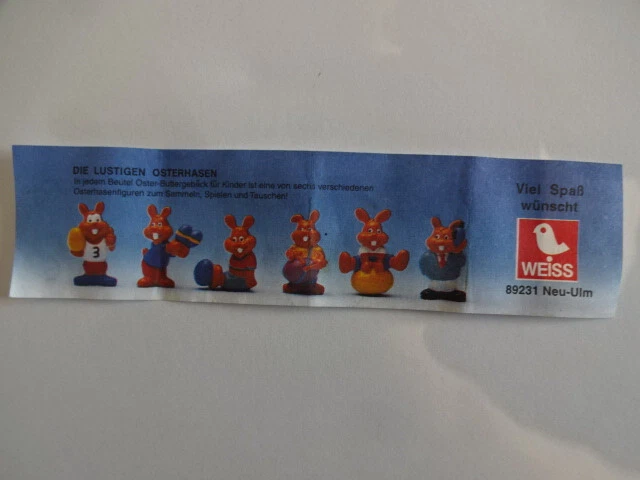 DIE LUSTIGEN OSTERHASEN
In jedem Beutel Oster-Buttergebäck für Kinder ist eine von sechs verschiedenen
Osterhasenfiguren zum Sammeln, Spielen und Tauschen!
3
Viel Spaß
wünscht
WEISS
89231 Neu-Ulm